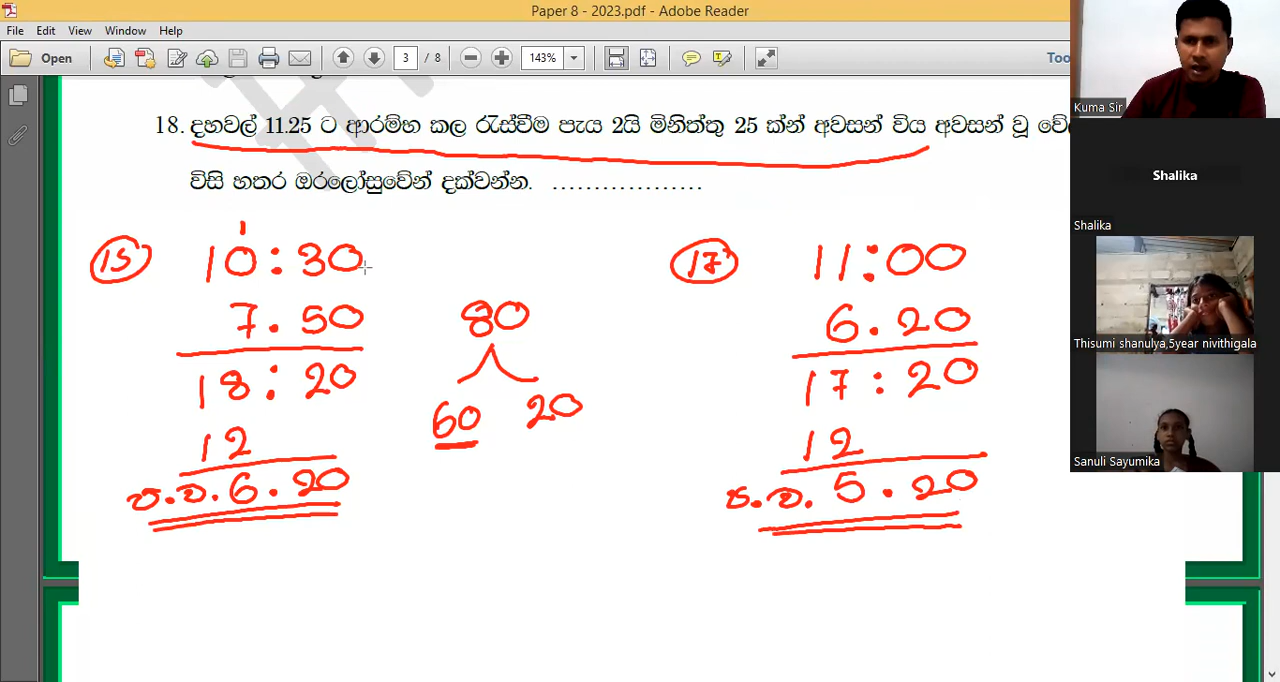 Paper 8 - 2023.pdf - Adobe Reader
File Edit View Window Help
Open 3 / 8 143% Too
Kuma Sir
Shalika
Shalika
Thisumi shanulya,5year nivithigala
Sanuli Sayumika
18. දහවල් 11.25 ට ආරම්භ කල රැස්වීම පැය 2යි මිනිත්තු 25 ක්න් අවසන් විය අවසන් වූ
විසි හතර ඔරලෝසුවේන් දක්වන්න. ..................
15
1
10:30
7.50
18:20
12
ප.ව. 6.20
80
60 20
17
11:00
6.20
17:20
12
ප.ව. 5.20